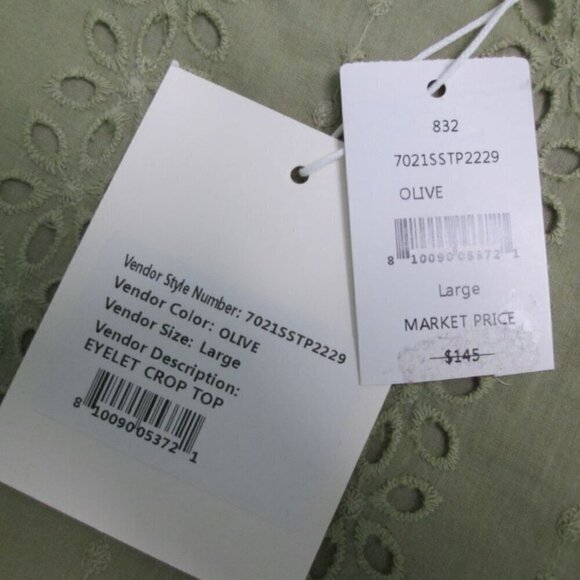 832
7021SSTP2229
OLIVE
8 10090 05372 1
Large
MARKET PRICE
$145
Vendor Style Number: 7021SSTP2229
Vendor Color: OLIVE
Vendor Size: Large
Vendor Description:
EYELET CROP TOP
8 10090 05372 1